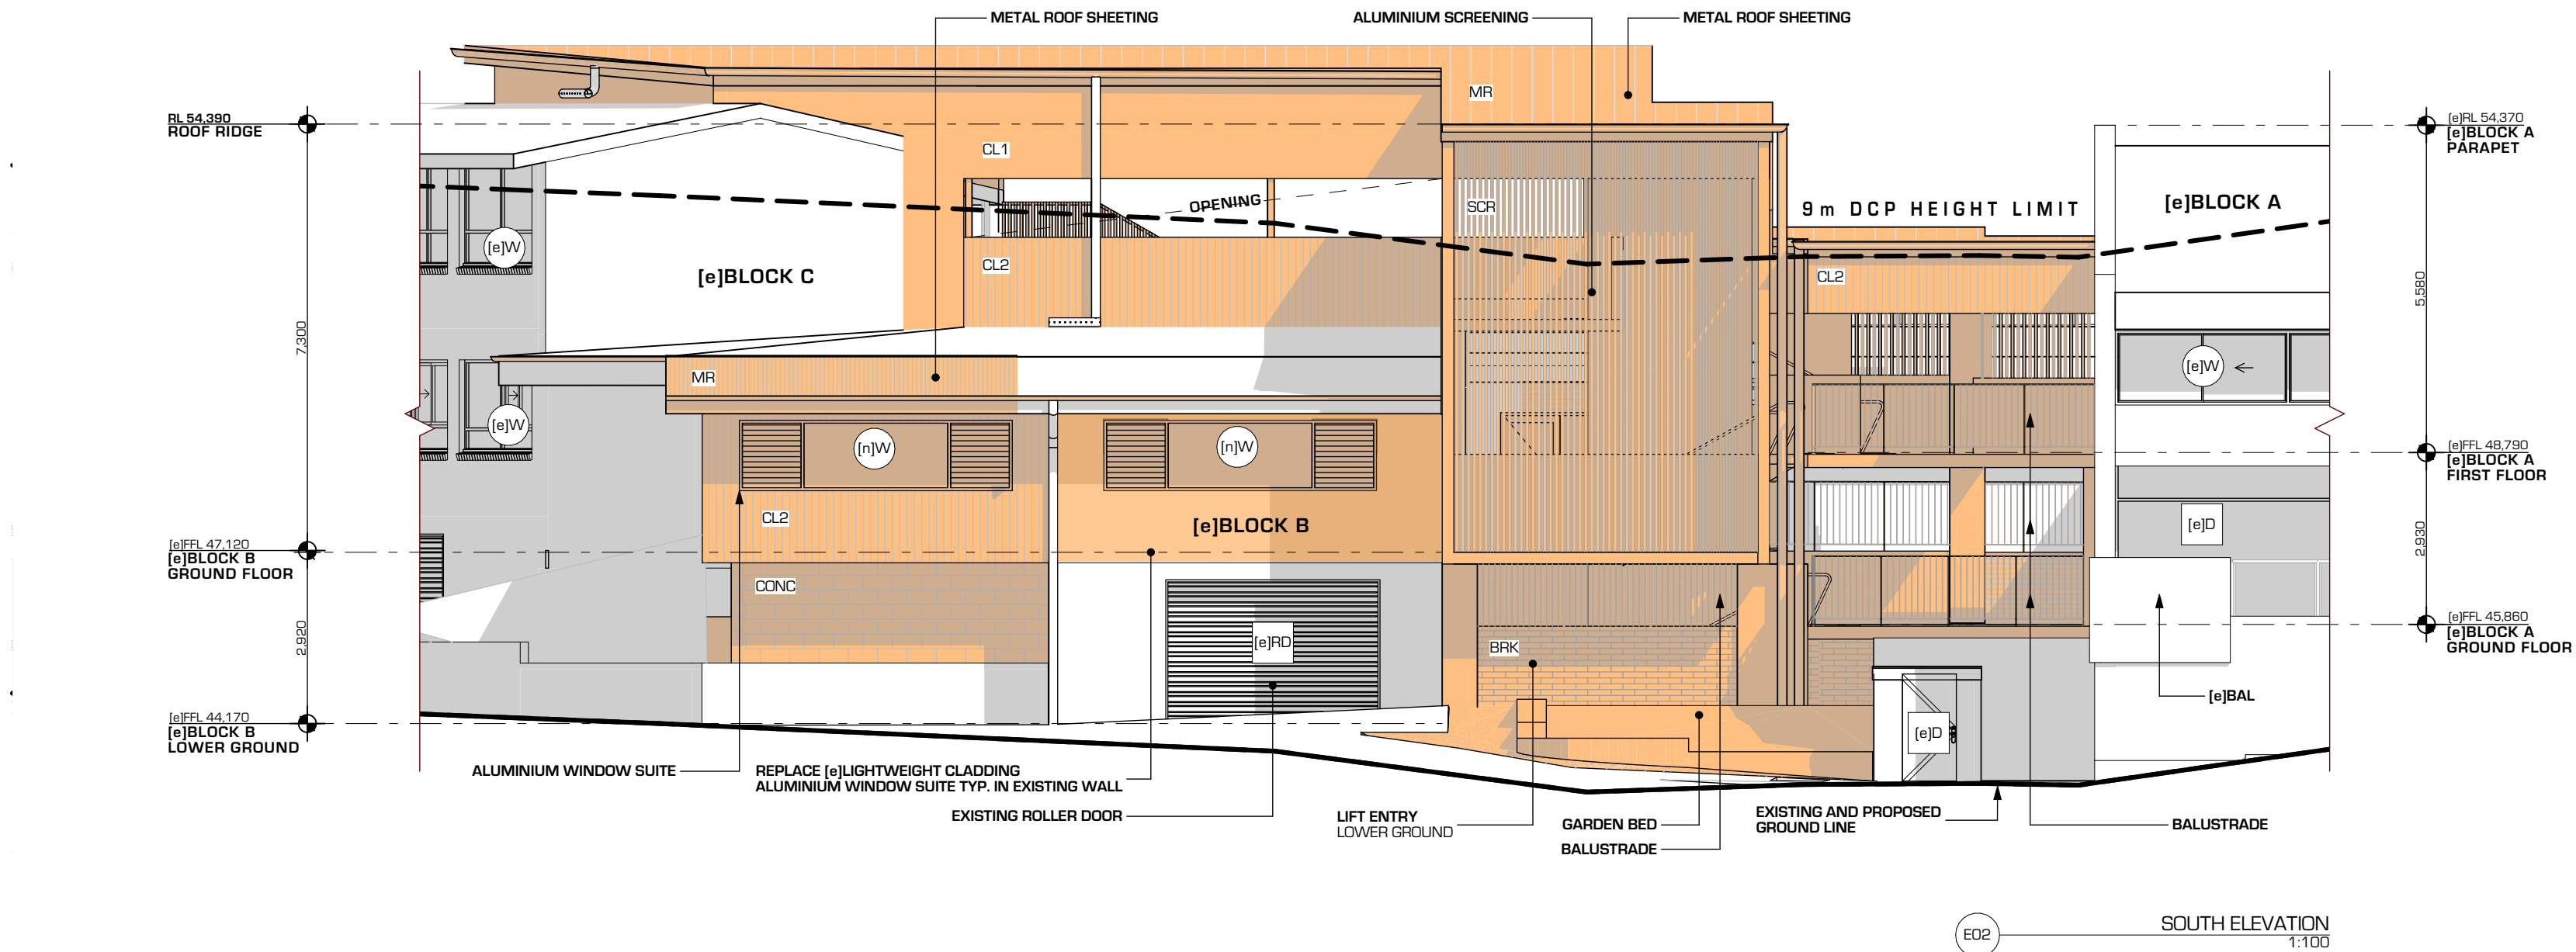 METAL ROOF SHEETING
ALUMINIUM SCREENING
METAL ROOF SHEETING
MR
RL 54,390
ROOF RIDGE
[e]RL 54,370
[e]BLOCK A
PARAPET
CL1
OPENING
SCR
9m DCP HEIGHT LIMIT
[e]BLOCK A
[e]W
[e]BLOCK C
CL2
CL2
7,300
5,580
MR
[e]W
[e]W
[n]W
[n]W
[e]FFL 48,790
[e]BLOCK A
FIRST FLOOR
CL2
[e]BLOCK B
[e]D
[e]FFL 47,120
[e]BLOCK B
GROUND FLOOR
2,930
CONC
[e]RD
BRK
2,920
[e]FFL 45,860
[e]BLOCK A
GROUND FLOOR
[e]BAL
[e]FFL 44,170
[e]BLOCK B
LOWER GROUND
[e]D
ALUMINIUM WINDOW SUITE
REPLACE [e]LIGHTWEIGHT CLADDING
ALUMINIUM WINDOW SUITE TYP. IN EXISTING WALL
EXISTING ROLLER DOOR
LIFT ENTRY
LOWER GROUND
GARDEN BED
BALUSTRADE
EXISTING AND PROPOSED
GROUND LINE
BALUSTRADE
E02
SOUTH ELEVATION
1:100